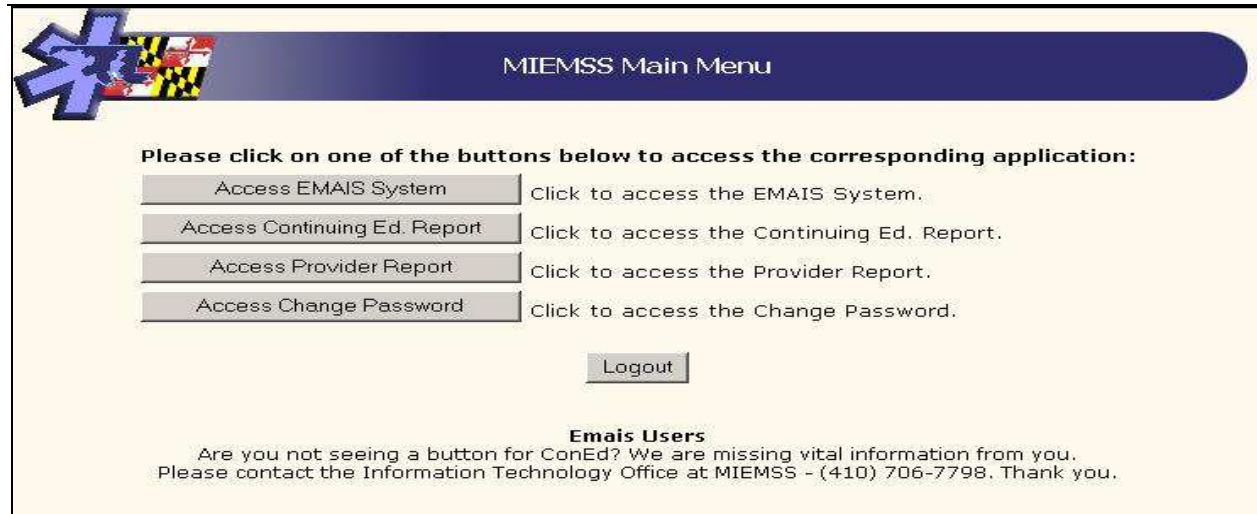 MIEMSS Main Menu
Please click on one of the buttons below to access the corresponding application:
Access EMAIS System Click to access the EMAIS System.
Access Continuing Ed. Report Click to access the Continuing Ed. Report.
Access Provider Report Click to access the Provider Report.
Access Change Password Click to access the Change Password.
Logout
Emais Users
Are you not seeing a button for ConEd? We are missing vital information from you.
Please contact the Information Technology Office at MIEMSS - (410) 706-7798. Thank you.